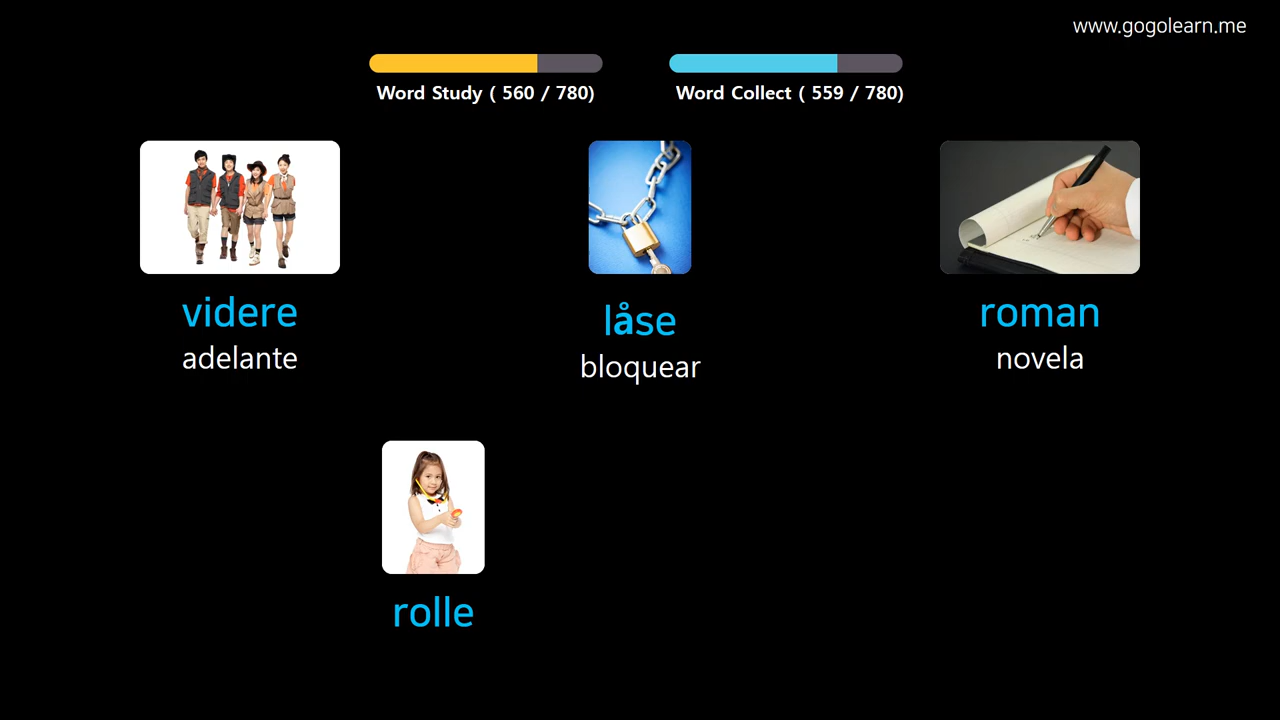 www.gogolearn.me
Word Study ( 560 / 780)
Word Collect ( 559 / 780)
videre
adelante
låse
bloquear
roman
novela
rolle